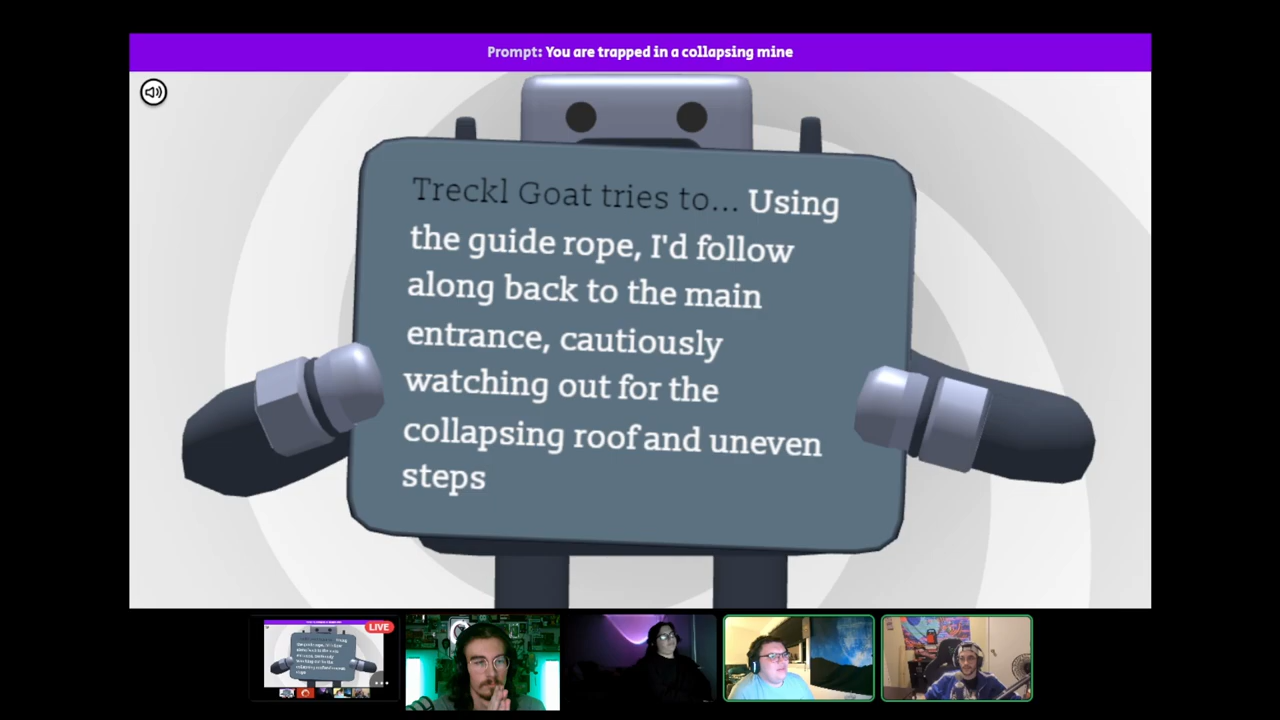 Prompt: You are trapped in a collapsing mine
Treckl Goat tries to... Using
the guide rope, I'd follow
along back to the main
entrance, cautiously
watching out for the
collapsing roof and uneven
steps
LIVE